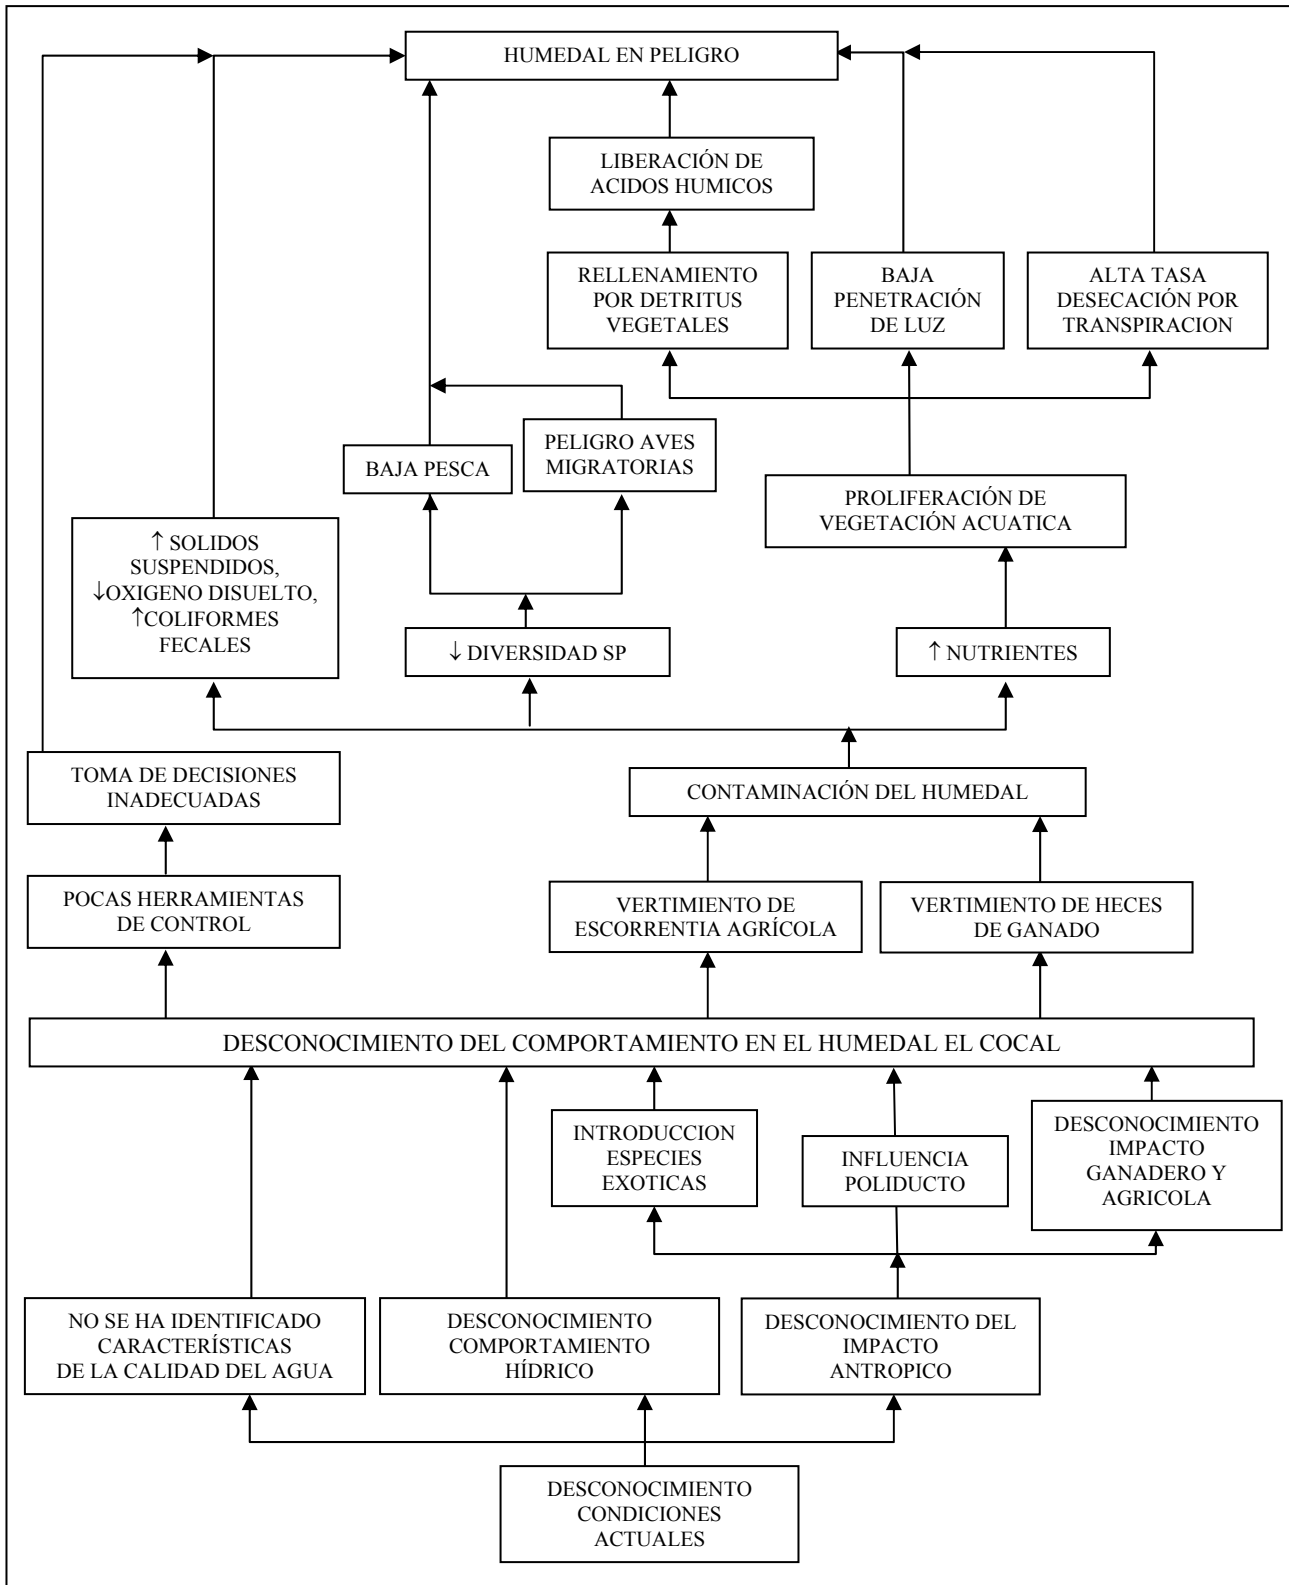 HUMEDAL EN PELIGRO
LIBERACIÓN DE
ACIDOS HUMICOS
RELLENAMIENTO
POR DETRITUS
VEGETALES
BAJA
PENETRACIÓN
DE LUZ
ALTA TASA
DESECACIÓN POR
TRANSPIRACION
BAJA PESCA
PELIGRO AVES
MIGRATORIAS
PROLIFERACIÓN DE
VEGETACIÓN ACUATICA
↑ SOLIDOS
SUSPENDIDOS,
↓OXIGENO DISUELTO,
↑COLIFORMES
FECALES
↓ DIVERSIDAD SP
↑ NUTRIENTES
TOMA DE DECISIONES
INADECUADAS
CONTAMINACIÓN DEL HUMEDAL
POCAS HERRAMIENTAS
DE CONTROL
VERTIMIENTO DE
ESCORRENTIA AGRÍCOLA
VERTIMIENTO DE HECES
DE GANADO
DESCONOCIMIENTO DEL COMPORTAMIENTO EN EL HUMEDAL EL COCAL
INTRODUCCION
ESPECIES
EXOTICAS
INFLUENCIA
POLIDUCTO
DESCONOCIMIENTO
IMPACTO
GANADERO Y
AGRICOLA
NO SE HA IDENTIFICADO
CARACTERÍSTICAS
DE LA CALIDAD DEL AGUA
DESCONOCIMIENTO
COMPORTAMIENTO
HÍDRICO
DESCONOCIMIENTO DEL
IMPACTO
ANTROPICO
DESCONOCIMIENTO
CONDICIONES
ACTUALES